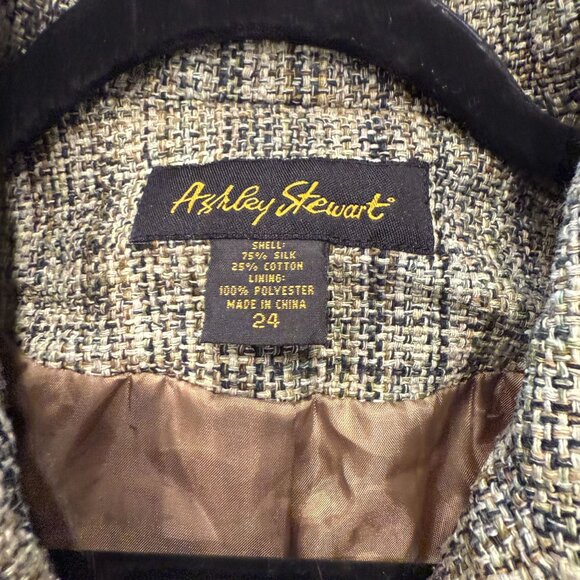 Ashley Stewart
SHELL:
75% SILK
25% COTTON
LINING:
100% POLYESTER
MADE IN CHINA
24